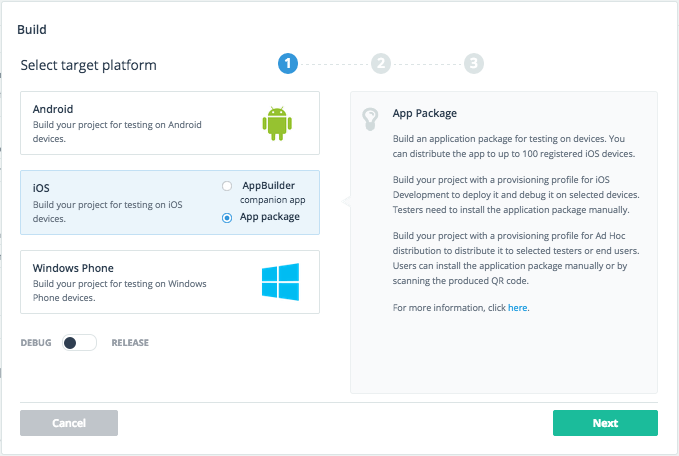 Build
Select target platform
1
2
3
Android
Build your project for testing on Android
devices.
iOS
Build your project for testing on iOS
devices.
AppBuilder
companion app
App package
Windows Phone
Build your project for testing on Windows
Phone devices.
DEBUG
RELEASE
App Package
Build an application package for testing on devices. You
can distribute the app to up to 100 registered iOS devices.
Build your project with a provisioning profile for iOS
Development to deploy it and debug it on selected devices.
Testers need to install the application package manually.
Build your project with a provisioning profile for Ad Hoc
distribution to distribute it to selected testers or end users.
Users can install the application package manually or by
scanning the produced QR code.
For more information, click here.
Cancel
Next